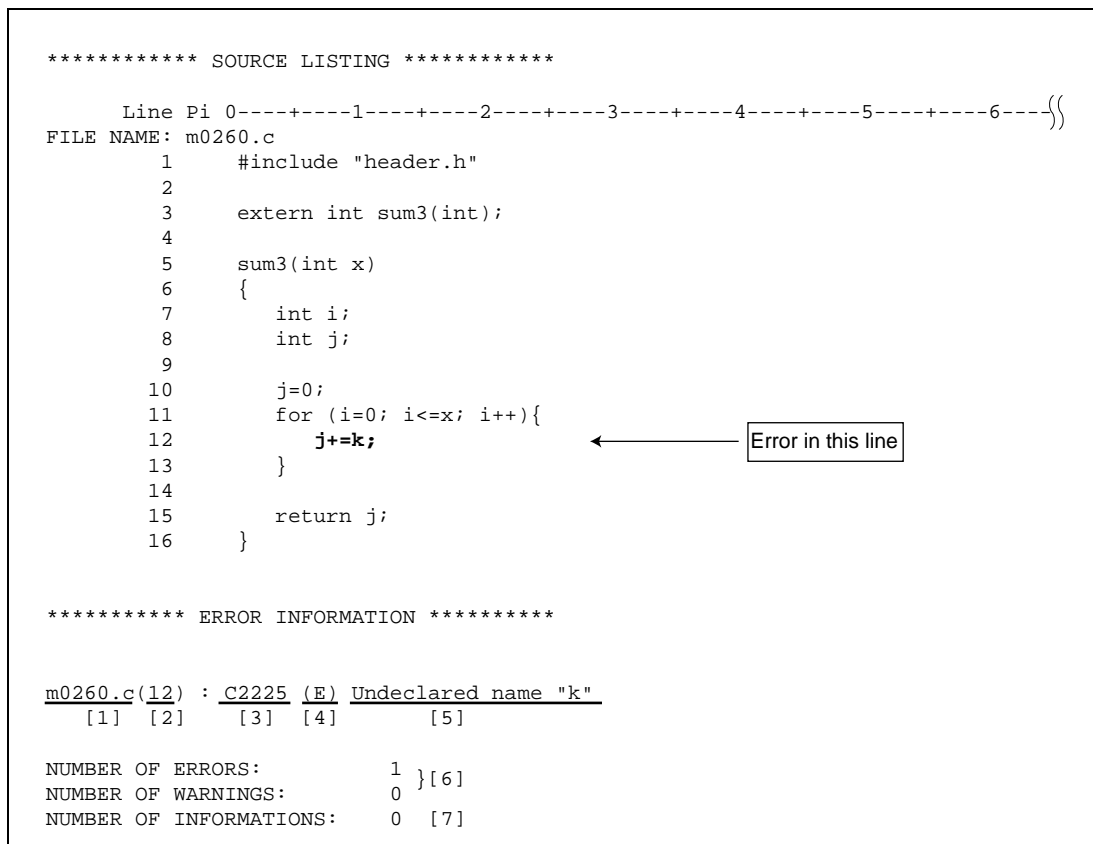 ************ SOURCE LISTING ************
Line Pi 0----+----1----+----2----+----3----+----4----+----5----+----6----
FILE NAME: m0260.c
1 #include "header.h"
2
3 extern int sum3(int);
4
5 sum3(int x)
6 {
7 int i;
8 int j;
9
10 j=0;
11 for (i=0; i<=x; i++){
12 j+=k; Error in this line
13 }
14
15 return j;
16 }
*********** ERROR INFORMATION **********
m0260.c(12) : C2225 (E) Undeclared name "k"
[1] [2] [3] [4] [5]
NUMBER OF ERRORS: 1 }[6]
NUMBER OF WARNINGS: 0
NUMBER OF INFORMATIONS: 0 [7]